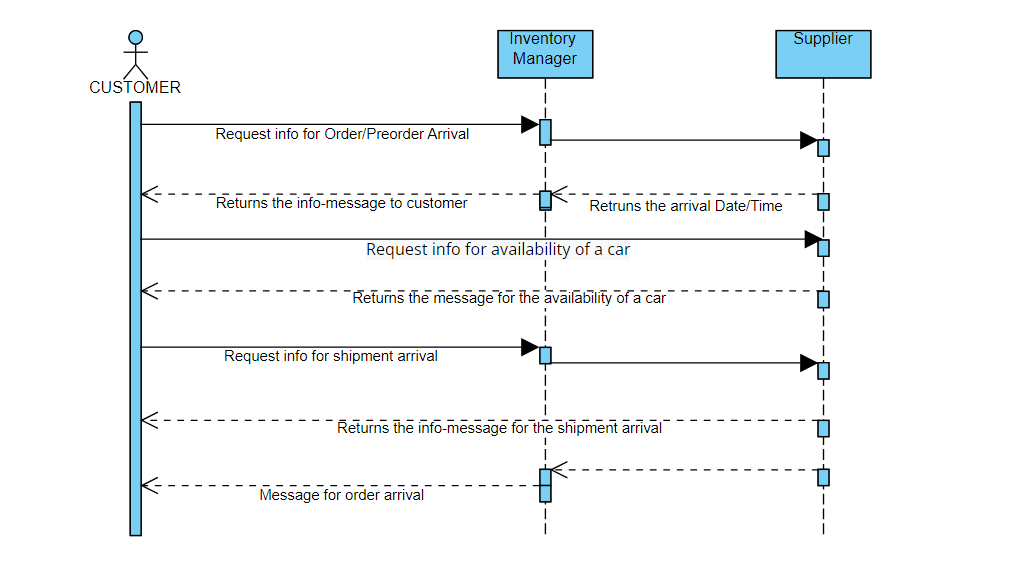 Inventory
Manager
Supplier
CUSTOMER
Request info for Order/Preorder Arrival
Returns the info-message to customer
Retruns the arrival Date/Time
Request info for availability of a car
Returns the message for the availability of a car
Request info for shipment arrival
Returns the info-message for the shipment arrival
Message for order arrival